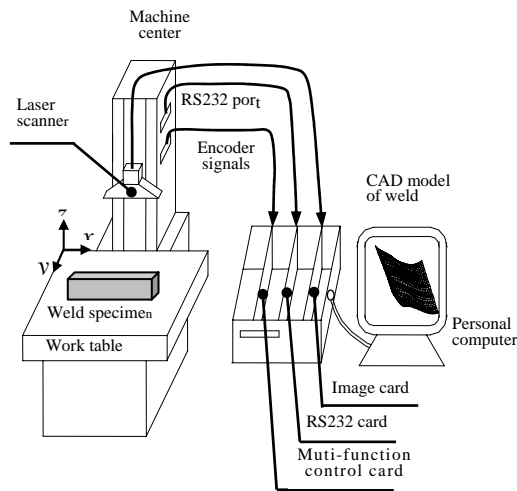 Machine
center
Laser
scanner
RS232 port
Encoder
signals
CAD model
of weld
z
x
y
Weld specimen
Work table
Personal
computer
Image card
RS232 card
Muti-function
control card